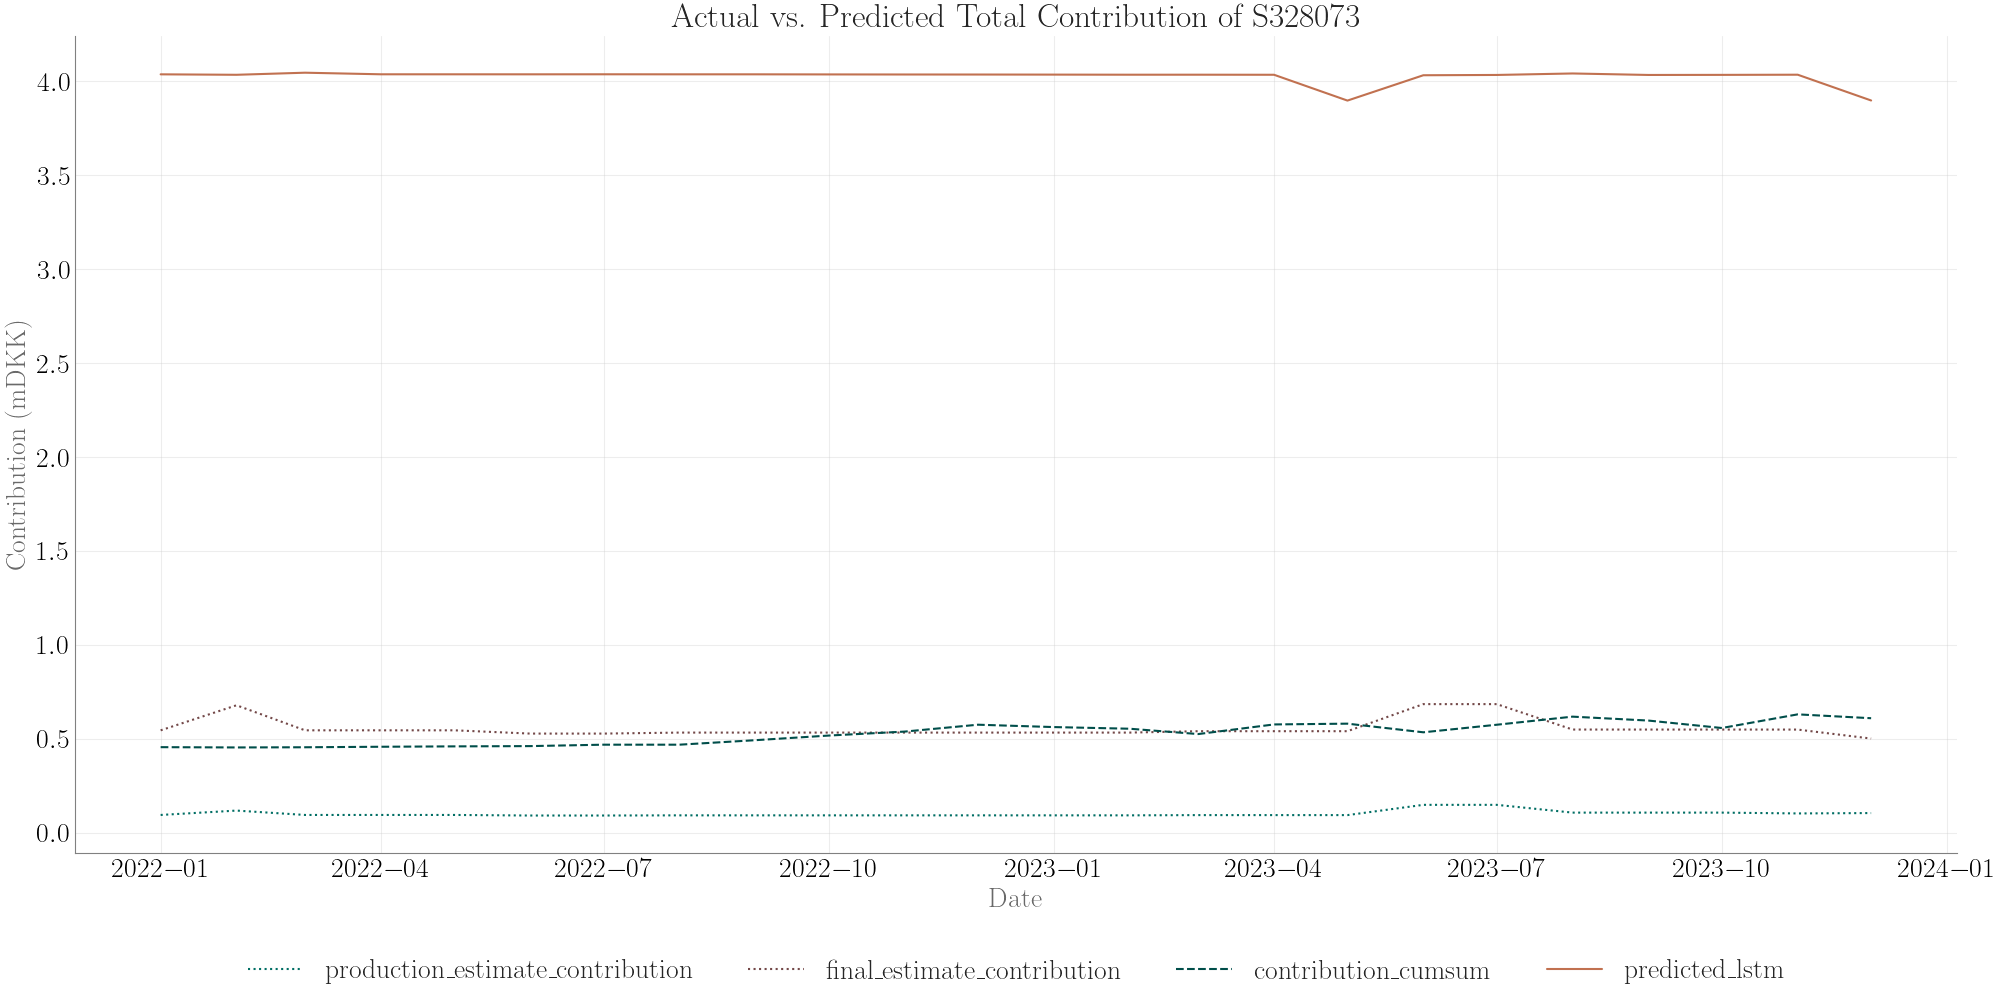 Actual vs. Predicted Total Contribution of S328073
Contribution (mDKK)
4.0
3.5
3.0
2.5
2.0
1.5
1.0
0.5
0.0
2022−01 2022−04 2022−07 2022−10 2023−01 2023−04 2023−07 2023−10 2024−01
Date
production_estimate_contribution final_estimate_contribution contribution_cumsum predicted_lstm